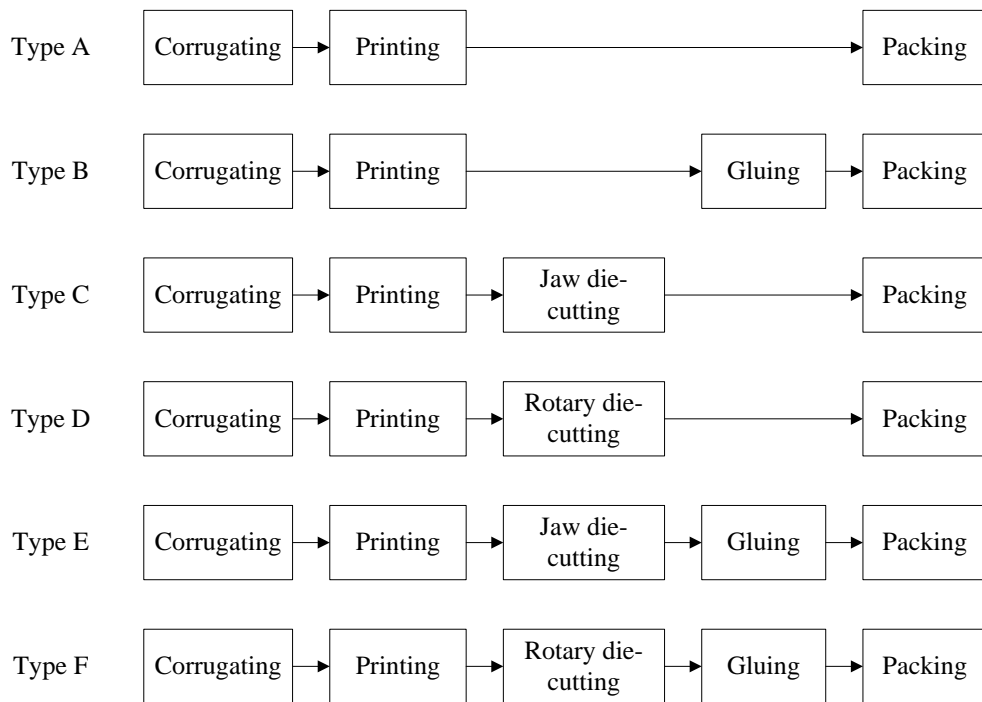 Type A Corrugating Printing Packing
Type B Corrugating Printing Gluing Packing
Type C Corrugating Printing Jaw die-
cutting Packing
Type D Corrugating Printing Rotary die-
cutting Packing
Type E Corrugating Printing Jaw die-
cutting Gluing Packing
Type F Corrugating Printing Rotary die-
cutting Gluing Packing